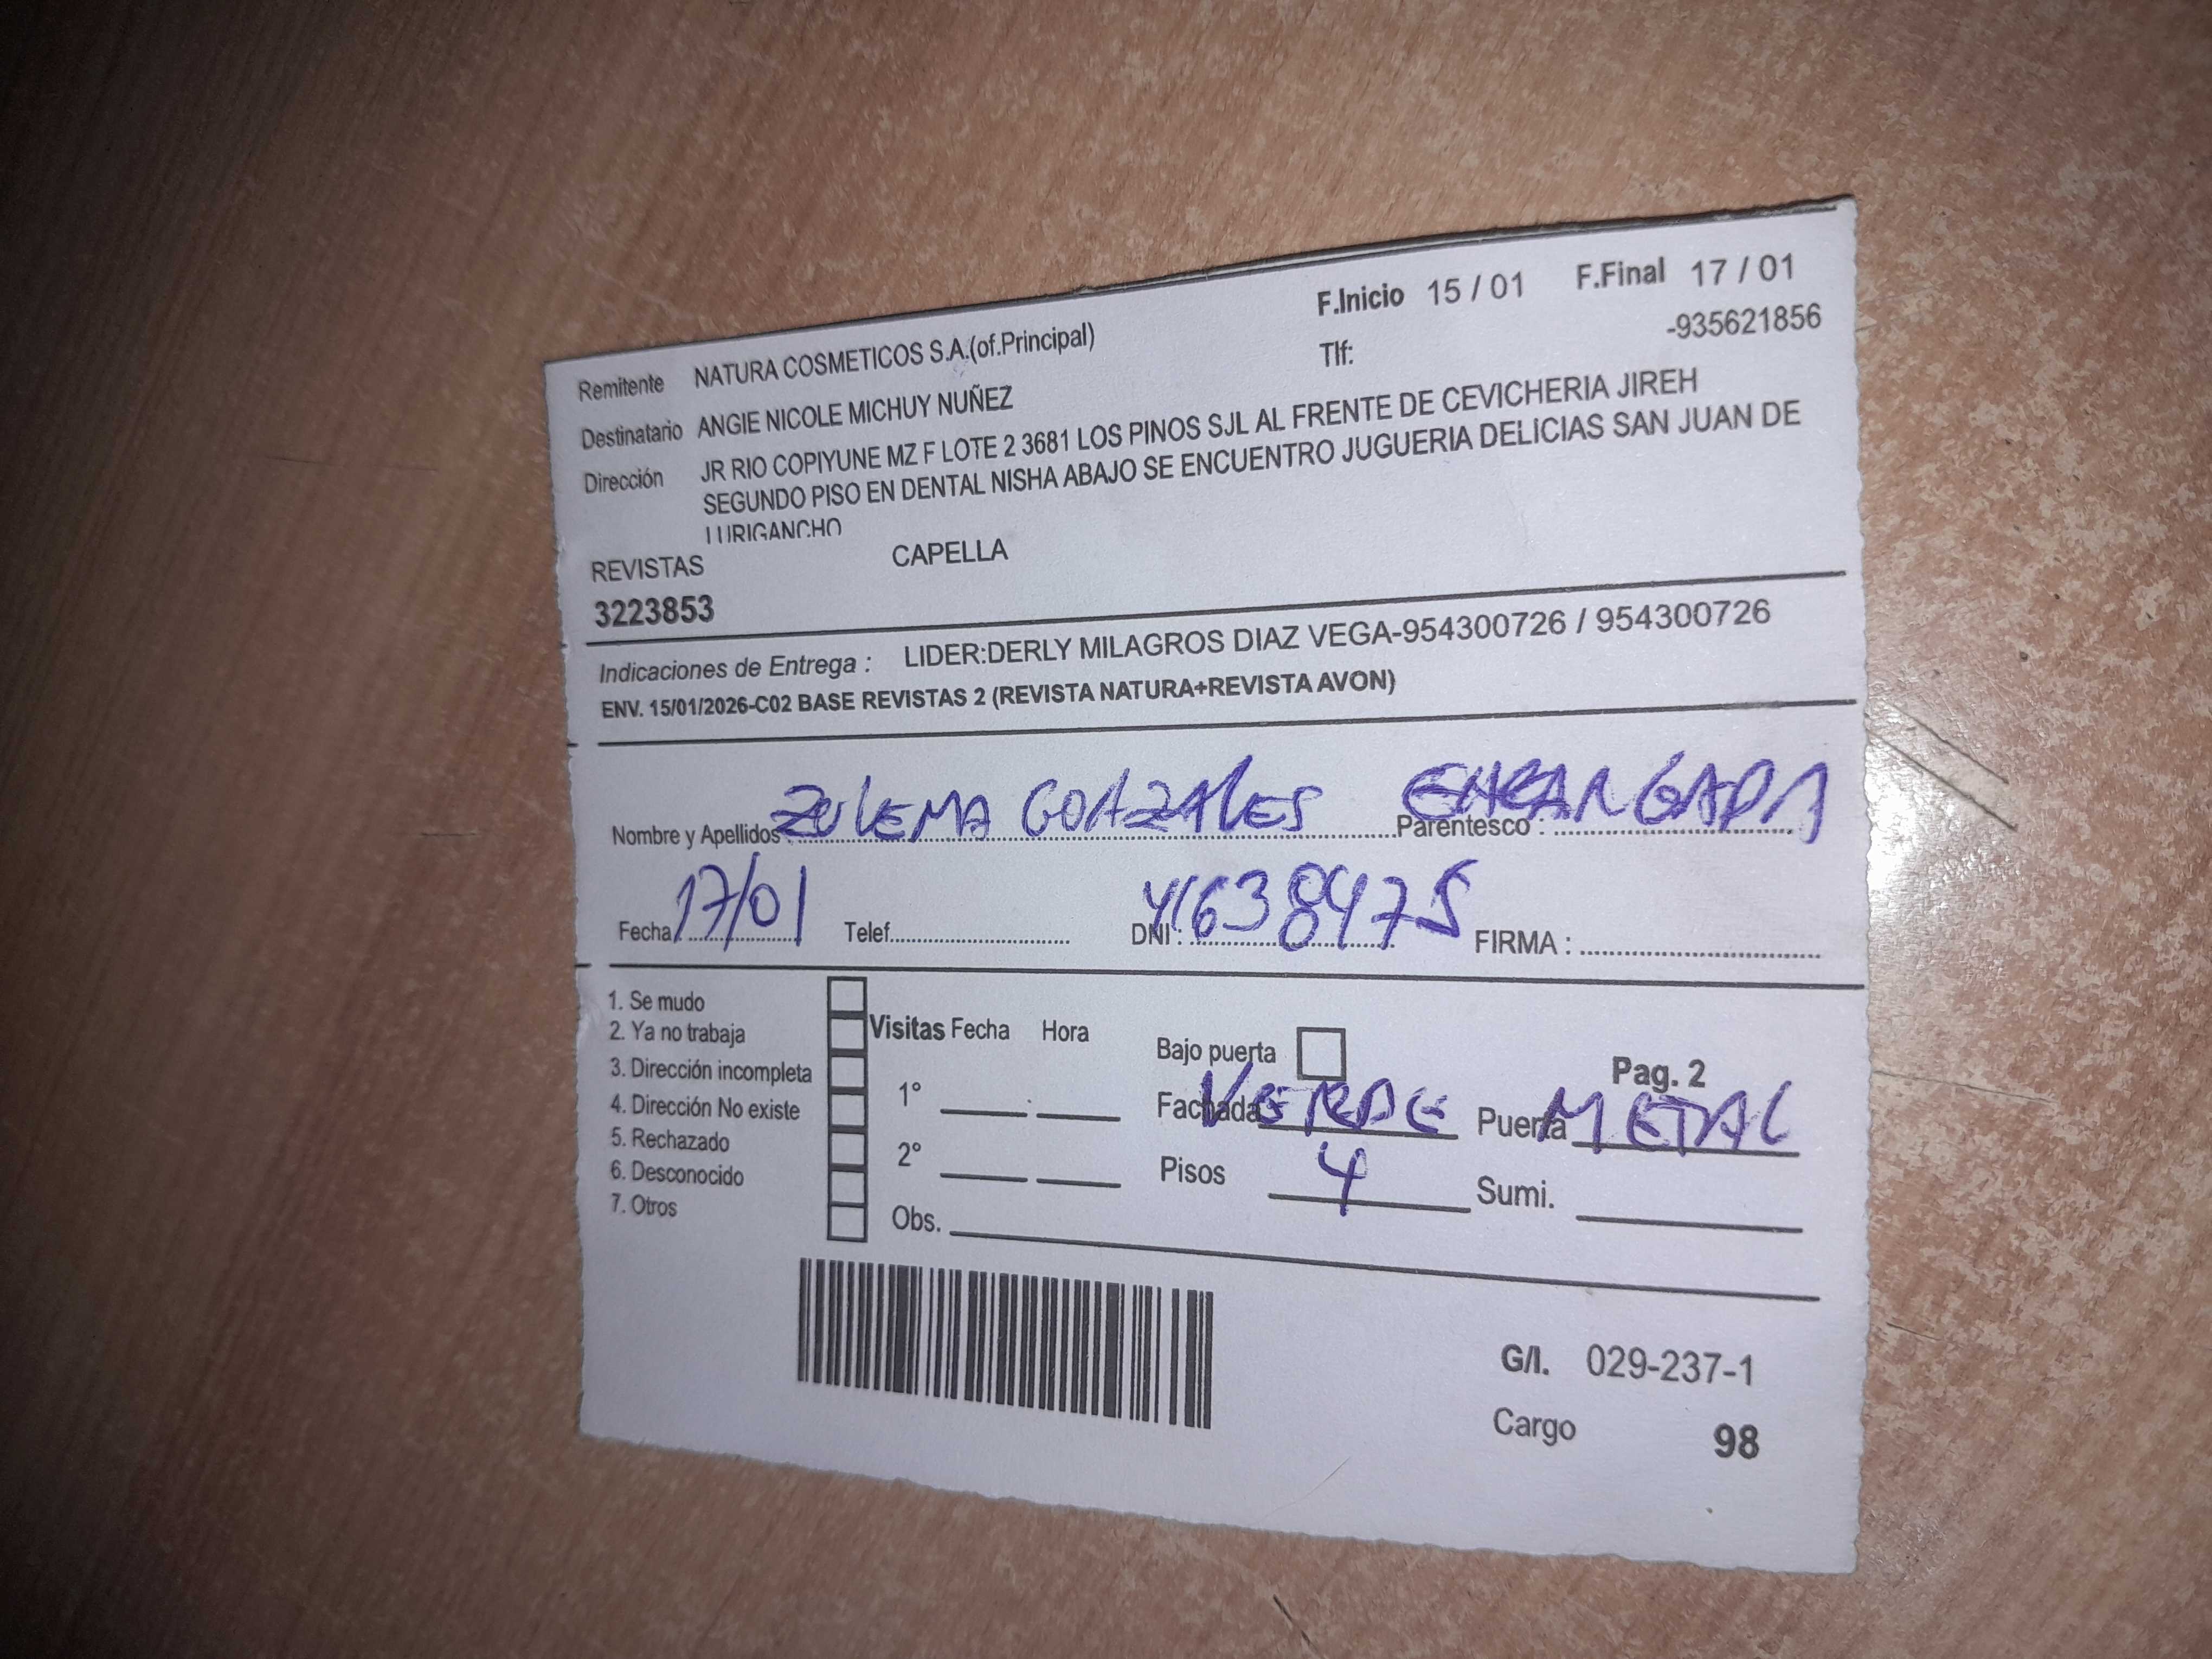 F.Inicio 15 / 01 F.Final 17 / 01
Remitente NATURA COSMETICOS S.A.(of.Principal) Tlf: -935621856
Destinatario ANGIE NICOLE MICHUY NUÑEZ
Dirección JR RIO COPIYUNE MZ F LOTE 2 3681 LOS PINOS SJL AL FRENTE DE CEVICHERIA JIREH
SEGUNDO PISO EN DENTAL NISHA ABAJO SE ENCUENTRO JUGUERIA DELICIAS SAN JUAN DE
LURIGANCHO
REVISTAS CAPELLA
3223853
Indicaciones de Entrega : LIDER:DERLY MILAGROS DIAZ VEGA-954300726 / 954300726
ENV. 15/01/2026-C02 BASE REVISTAS 2 (REVISTA NATURA+REVISTA AVON)
Nombre y Apellidos ZULEMA GONZALES Parentesco : ENCARGADA
Fecha 17/01 Telef. DNI : 41638475 FIRMA :
1. Se mudo
2. Ya no trabaja
3. Dirección incompleta
4. Dirección No existe
5. Rechazado
6. Desconocido
7. Otros
Visitas Fecha Hora
1°
2°
Obs.
Bajo puerta
Pag. 2
Fachada VERDE Puerta METAL
Pisos 4 Sumi.
G/I. 029-237-1
Cargo 98